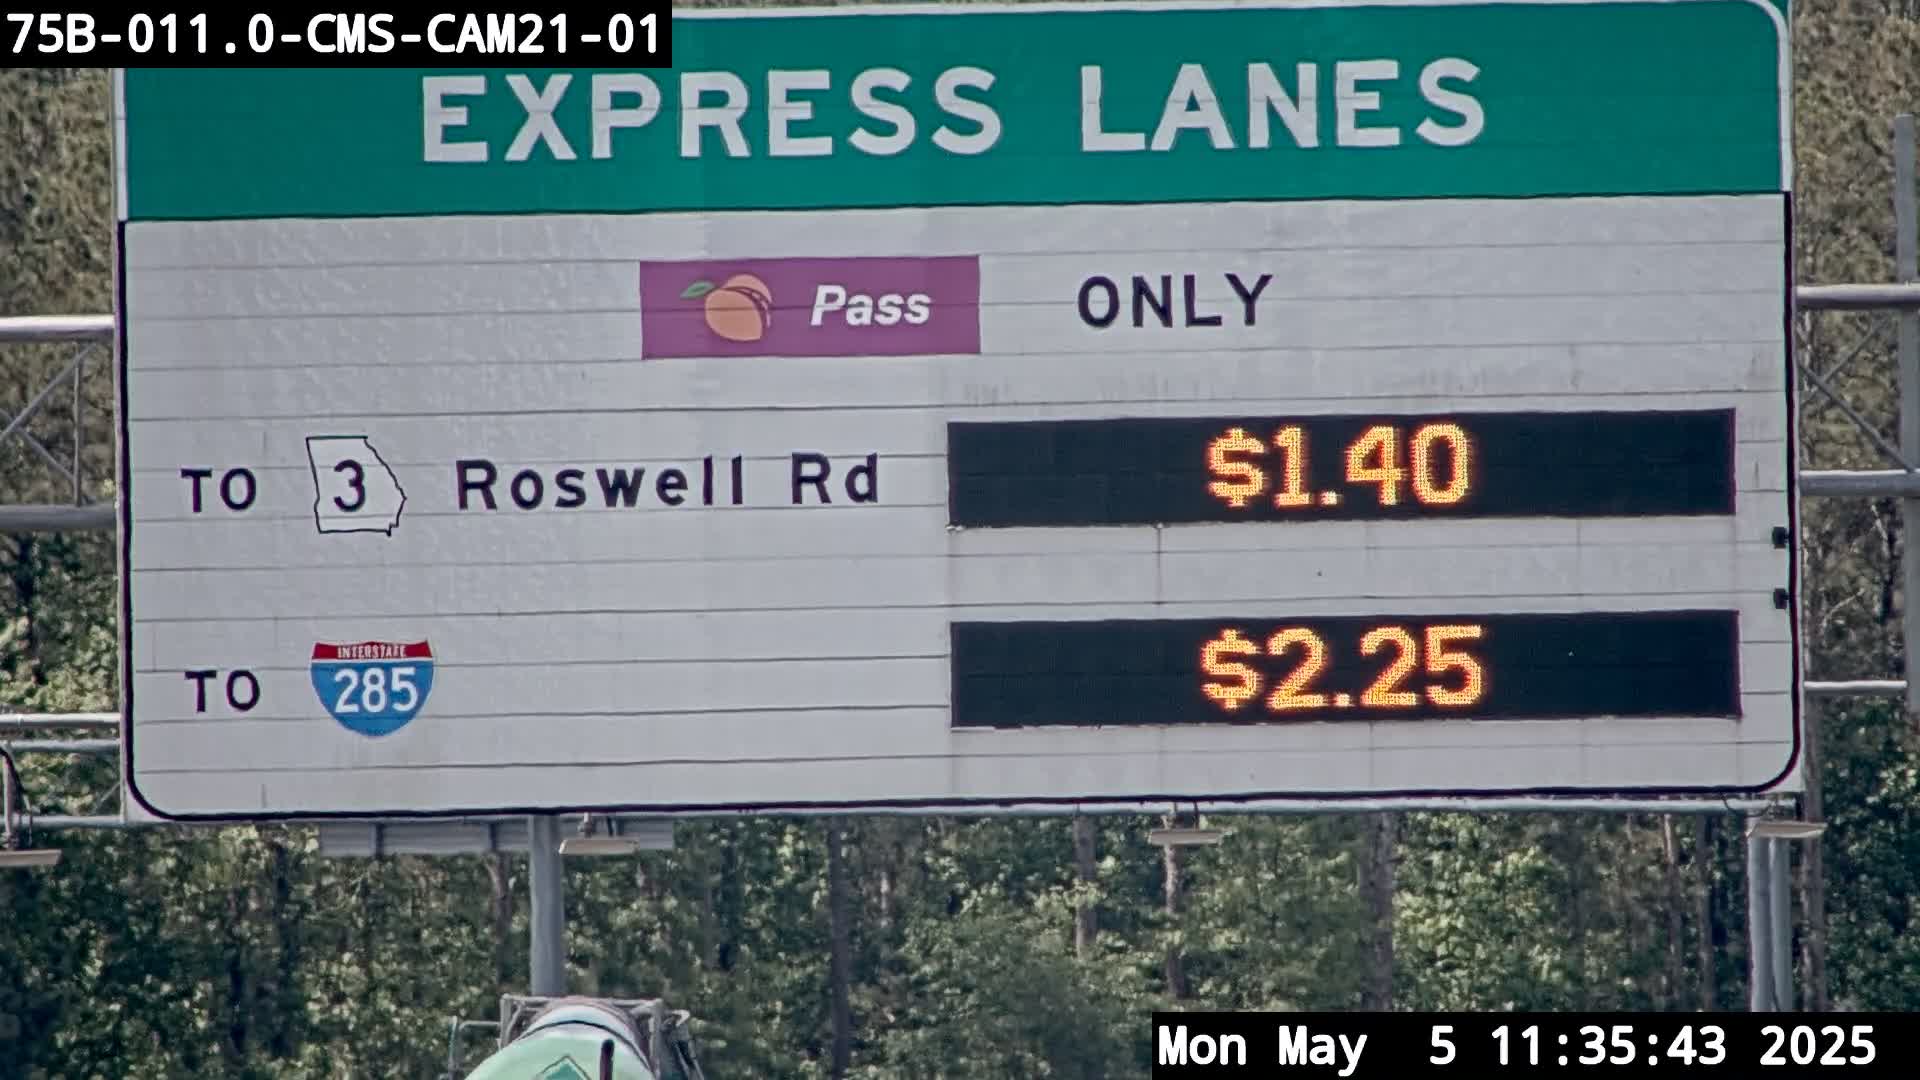 75B-011.0-CMS-CAM21-01
EXPRESS LANES
Pass ONLY
TO 3 Roswell Rd $1.40
INTERSTATE
TO 285 $2.25
Mon May 5 11:35:43 2025